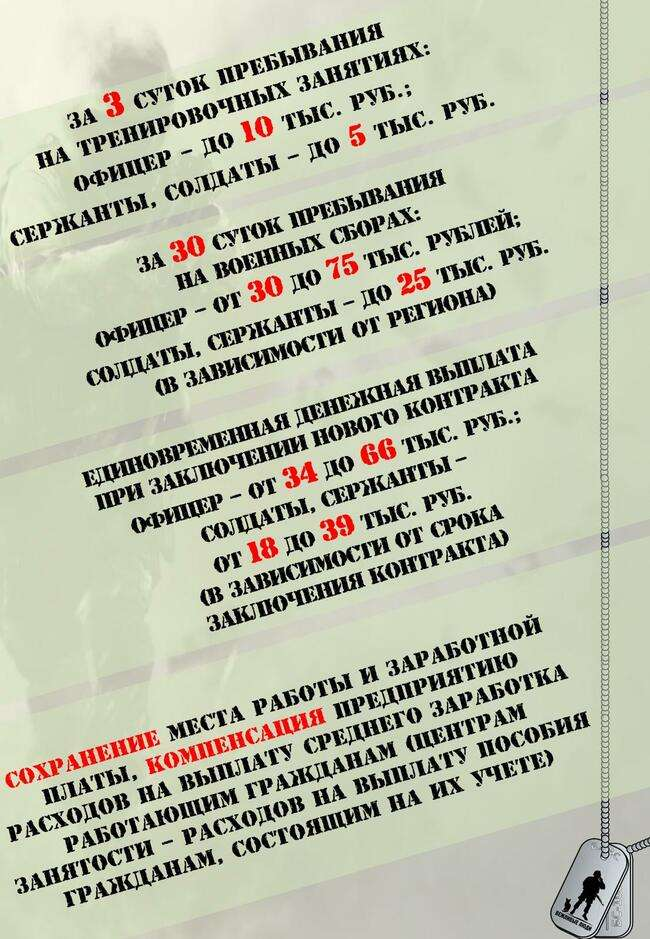 ЗА 3 СУТОК ПРЕБЫВАНИЯ
НА ТРЕНИРОВОЧНЫХ ЗАНЯТИЯХ:
ОФИЦЕР – ДО 10 ТЫС. РУБ.;
СЕРЖАНТЫ, СОЛДАТЫ – ДО 5 ТЫС. РУБ.
ЗА 30 СУТОК ПРЕБЫВАНИЯ
НА ВОЕННЫХ СБОРАХ:
ОФИЦЕР – ОТ 30 ДО 75 ТЫС. РУБЛЕЙ;
СОЛДАТЫ, СЕРЖАНТЫ – ДО 25 ТЫС. РУБ.
(В ЗАВИСИМОСТИ ОТ РЕГИОНА)
ЕДИНОВРЕМЕННАЯ ДЕНЕЖНАЯ ВЫПЛАТА
ПРИ ЗАКЛЮЧЕНИИ НОВОГО КОНТРАКТА
ОФИЦЕР – ОТ 34 ДО 66 ТЫС. РУБ.;
СОЛДАТЫ, СЕРЖАНТЫ –
ОТ 18 ДО 39 ТЫС. РУБ.
(В ЗАВИСИМОСТИ ОТ СРОКА
ЗАКЛЮЧЕНИЯ КОНТРАКТА)
СОХРАНЕНИЕ МЕСТА РАБОТЫ И ЗАРАБОТНОЙ
ПЛАТЫ, КОМПЕНСАЦИЯ ПРЕДПРИЯТИЮ
РАСХОДОВ НА ВЫПЛАТУ СРЕДНЕГО ЗАРАБОТКА
РАБОТАЮЩИМ ГРАЖДАНАМ (ЦЕНТРАМ
ЗАНЯТОСТИ – РАСХОДОВ НА ВЫПЛАТУ ПОСОБИЯ
ГРАЖДАНАМ, СОСТОЯЩИМ НА ИХ УЧЕТЕ)
ВЕЖЛИВЫЕ ЛЮДИ